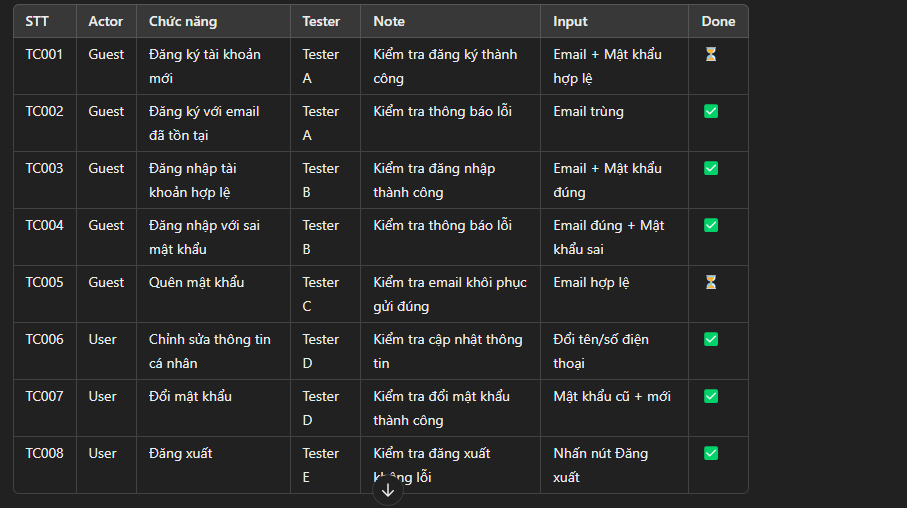 STT Actor Chức năng Tester Note Input Done
TC001 Guest Đăng ký tài khoản Tester Kiểm tra đăng ký thành Email + Mật khẩu ⏳
mới A công hợp lệ
TC002 Guest Đăng ký với email Tester Kiểm tra thông báo lỗi Email trùng ✅
đã tồn tại A
TC003 Guest Đăng nhập tài Tester Kiểm tra đăng nhập Email + Mật khẩu ✅
khoản hợp lệ B thành công đúng
TC004 Guest Đăng nhập với sai Tester Kiểm tra thông báo lỗi Email đúng + Mật ✅
mật khẩu B khẩu sai
TC005 Guest Quên mật khẩu Tester Kiểm tra email khôi phục Email hợp lệ ⏳
C gửi đúng
TC006 User Chỉnh sửa thông tin Tester Kiểm tra cập nhật thông Đổi tên/số điện ✅
cá nhân D tin thoại
TC007 User Đổi mật khẩu Tester Kiểm tra đổi mật khẩu Mật khẩu cũ + mới ✅
D thành công
TC008 User Đăng xuất Tester Kiểm tra đăng xuất Nhấn nút Đăng ✅
E không lỗi xuất